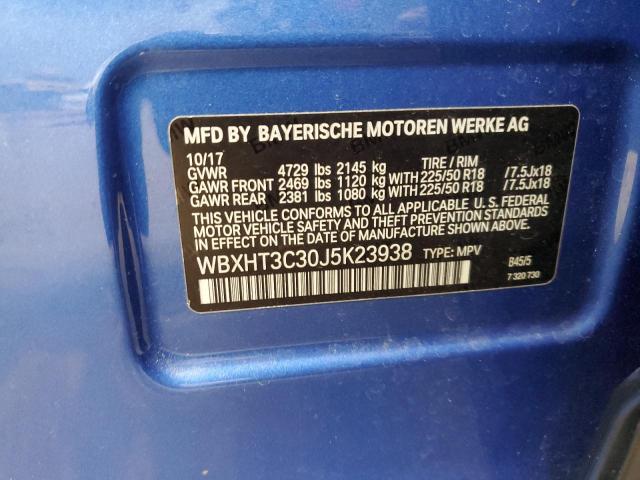 MFD BY BAYERISCHE MOTOREN WERKE AG
10/17
GVWR 4729 lbs 2145 kg TIRE / RIM
GAWR FRONT 2469 lbs 1120 kg WITH 225/50 R18 /7.5Jx18
GAWR REAR 2381 lbs 1080 kg WITH 225/50 R18 /7.5Jx18
THIS VEHICLE CONFORMS TO ALL APPLICABLE U. S. FEDERAL
MOTOR VEHICLE SAFETY AND THEFT PREVENTION STANDARDS
IN EFFECT ON THE DATE OF MANUFACTURE SHOWN ABOVE.
WBXHT3C30J5K23938 TYPE: MPV B45/5
7 320 730